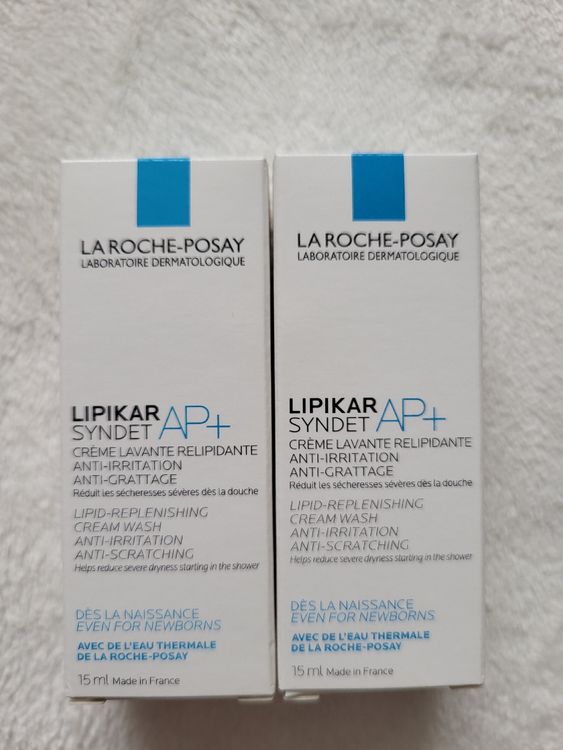 LA ROCHE-POSAY
LABORATOIRE DERMATOLOGIQUE
LIPIKAR
SYNDET AP+
CRÈME LAVANTE RELIPIDANTE
ANTI-IRRITATION
ANTI-GRATTAGE
Réduit les sécheresses sévères dès la douche
LIPID-REPLENISHING
CREAM WASH
ANTI-IRRITATION
ANTI-SCRATCHING
Helps reduce severe dryness starting in the shower
DÈS LA NAISSANCE
EVEN FOR NEWBORNS
AVEC DE L'EAU THERMALE
DE LA ROCHE-POSAY
15 ml Made in France
LA ROCHE-POSAY
LABORATOIRE DERMATOLOGIQUE
LIPIKAR
SYNDET AP+
CRÈME LAVANTE RELIPIDANTE
ANTI-IRRITATION
ANTI-GRATTAGE
Réduit les sécheresses sévères dès la douche
LIPID-REPLENISHING
CREAM WASH
ANTI-IRRITATION
ANTI-SCRATCHING
Helps reduce severe dryness starting in the shower
DÈS LA NAISSANCE
EVEN FOR NEWBORNS
AVEC DE L'EAU THERMALE
DE LA ROCHE-POSAY
15 ml Made in France